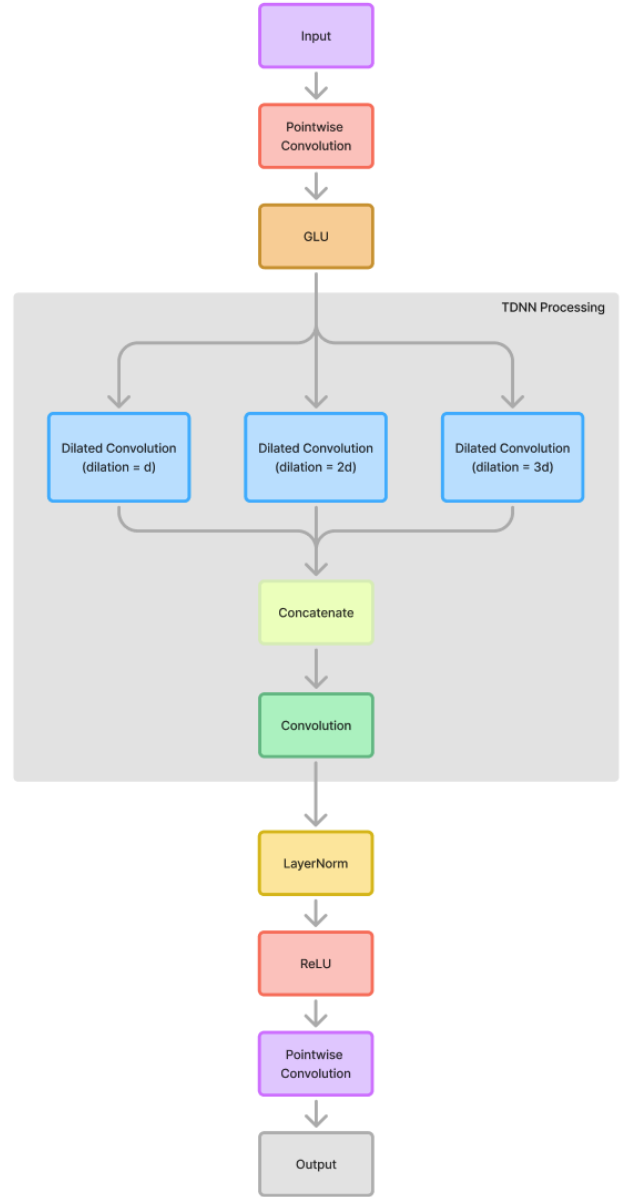 Input
Pointwise
Convolution
GLU
TDNN Processing
Dilated Convolution
(dilation = d)
Dilated Convolution
(dilation = 2d)
Dilated Convolution
(dilation = 3d)
Concatenate
Convolution
LayerNorm
ReLU
Pointwise
Convolution
Output